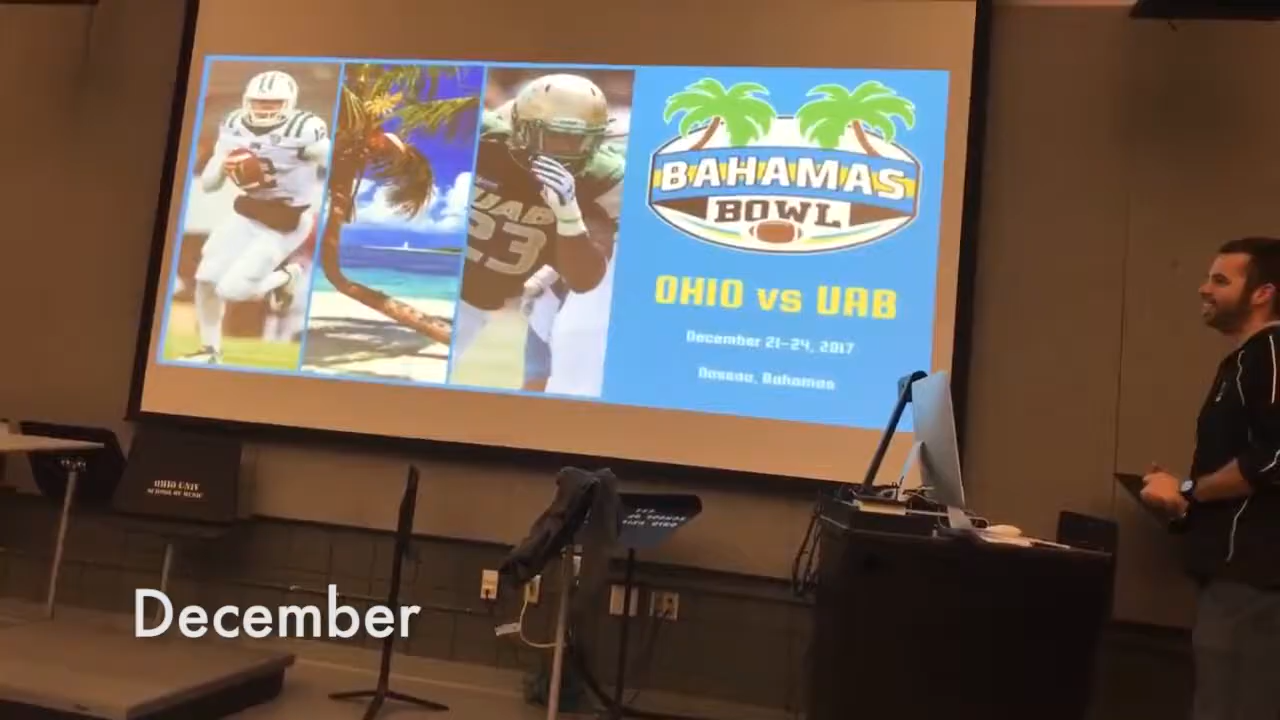 12
UAB
23
BAHAMAS
BOWL
OHIO vs UAB
December 21-24, 2017
Nassau, Bahamas
OHIO UNIV
SCHOOL OF MUSIC
December